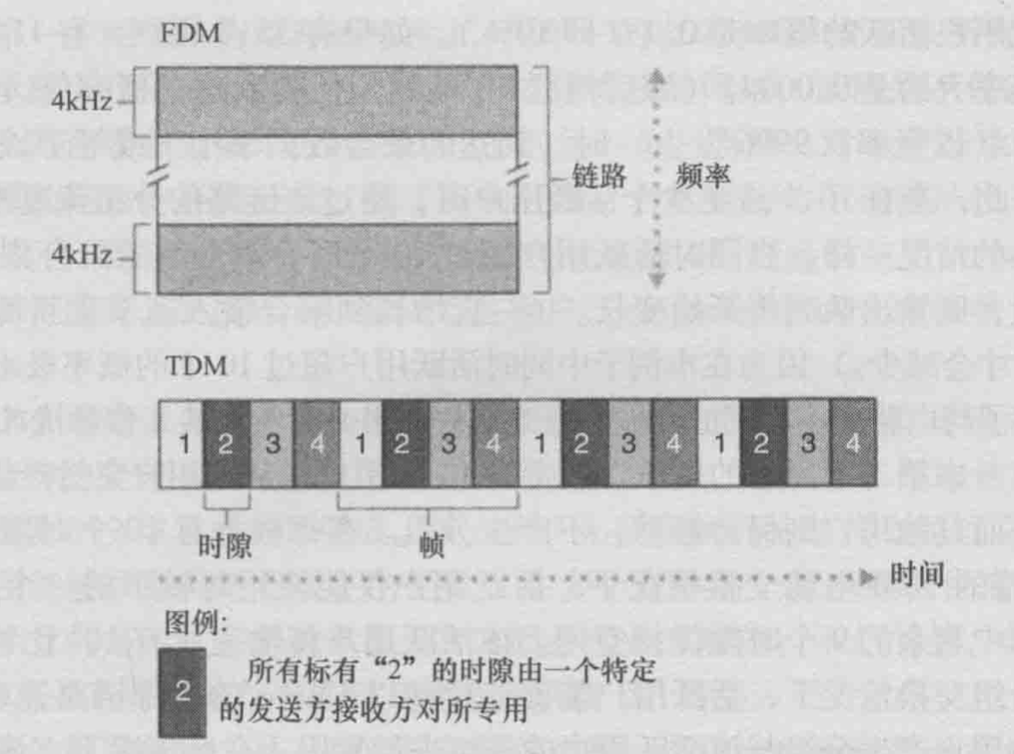 FDM
4kHz
链路 频率
4kHz
TDM
1 2 3 4 1 2 3 4 1 2 3 4 1 2 3 4
时隙 帧
时间
图例:
2 所有标有“2”的时隙由一个特定
的发送方接收方对所专用